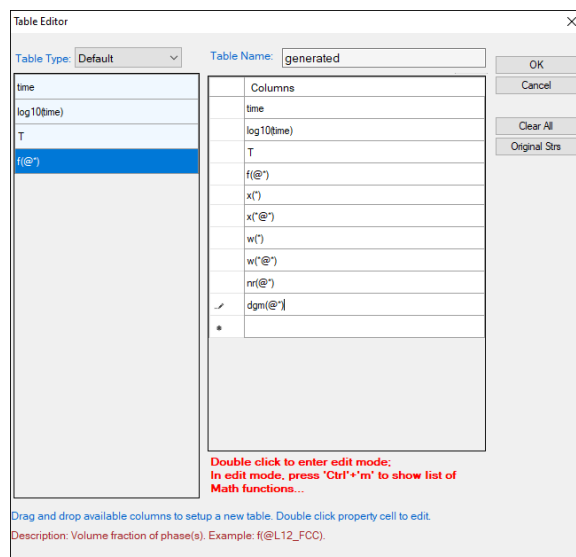 Table Editor
Table Type: Default
Table Name: generated
OK
Cancel
Clear All
Original Strs
time
log10(time)
T
f(@*)
Columns
time
log10(time)
T
f(@*)
x(*)
x(*@*)
w(*)
w(*@*)
nr(@*)
dgm(@*)
*
Double click to enter edit mode;
In edit mode, press 'Ctrl'+'m' to show list of
Math functions...
Drag and drop available columns to setup a new table. Double click property cell to edit.
Description: Volume fraction of phase(s). Example: f(@L12_FCC).